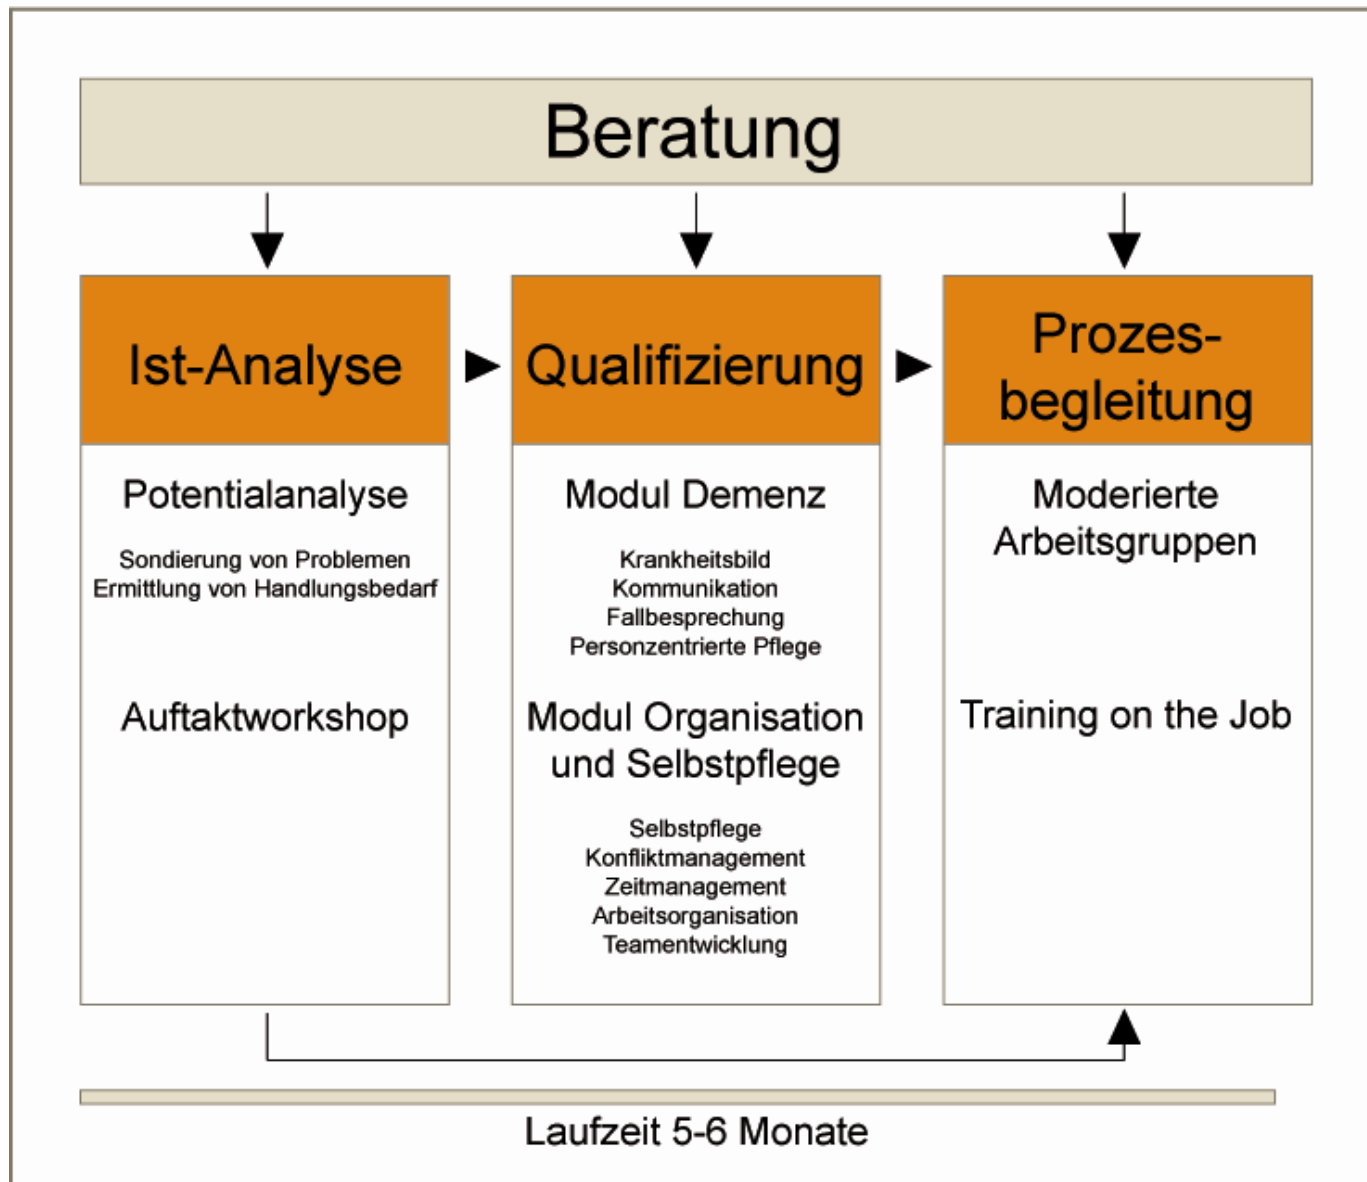 Beratung
Ist-Analyse
Potentialanalyse
Sondierung von Problemen
Ermittlung von Handlungsbedarf
Auftaktworkshop
Qualifizierung
Modul Demenz
Krankheitsbild
Kommunikation
Fallbesprechung
Personzentrierte Pflege
Modul Organisation
und Selbstpflege
Selbstpflege
Konfliktmanagement
Zeitmanagement
Arbeitsorganisation
Teamentwicklung
Prozes-
begleitung
Moderierte
Arbeitsgruppen
Training on the Job
Laufzeit 5-6 Monate